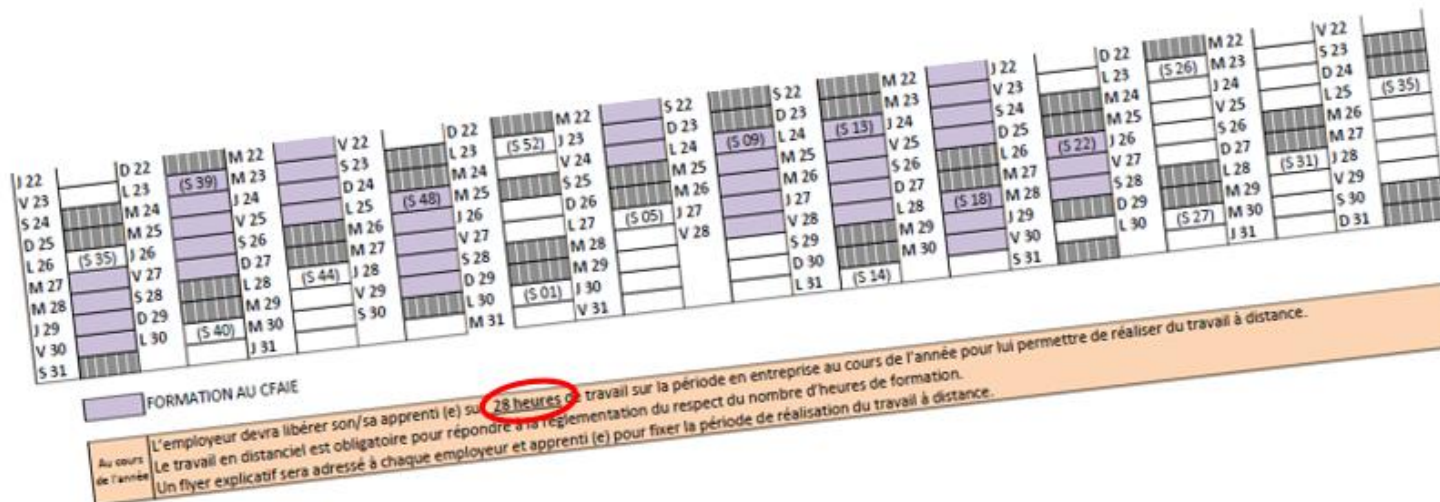 J 22 D 22 M 22 V 22 D 22 M 22 S 22 S 22 M 22 J 22 D 22 M 22 V 22
V 23 L 23 (S 39) M 23 S 23 L 23 (S 52) J 23 D 23 D 23 M 23 V 23 L 23 (S 26) M 23 S 23
S 24 M 24 J 24 D 24 M 24 V 24 L 24 (S 09) L 24 (S 13) J 24 S 24 M 24 J 24 D 24
D 25 M 25 V 25 L 25 (S 48) M 25 S 25 M 25 M 25 V 25 D 25 M 25 V 25 L 25 (S 35)
L 26 (S 35) J 26 S 26 M 26 J 26 D 26 M 26 M 26 S 26 L 26 (S 22) J 26 S 26 M 26
M 27 V 27 D 27 M 27 V 27 L 27 (S 05) J 27 J 27 D 27 M 27 V 27 D 27 M 27
M 28 S 28 L 28 (S 44) J 28 S 28 M 28 V 28 V 28 L 28 (S 18) M 28 S 28 L 28 (S 31) J 28
J 29 D 29 M 29 V 29 D 29 M 29 S 29 M 29 J 29 D 29 M 29 V 29
V 30 L 30 (S 40) M 30 S 30 L 30 (S 01) J 30 D 30 M 30 V 30 L 30 (S 27) M 30 S 30
S 31 J 31 M 31 V 31 L 31 (S 14) S 31 J 31 D 31
FORMATION AU CFAIE
Au cours de l'année
L'employeur devra libérer son/sa apprenti (e) su 28 heures de travail sur la période en entreprise au cours de l'année pour lui permettre de réaliser du travail à distance.
Le travail en distanciel est obligatoire pour répondre à la réglementation du respect du nombre d'heures de formation.
Un flyer explicatif sera adressé à chaque employeur et apprenti (e) pour fixer la période de réalisation du travail à distance.